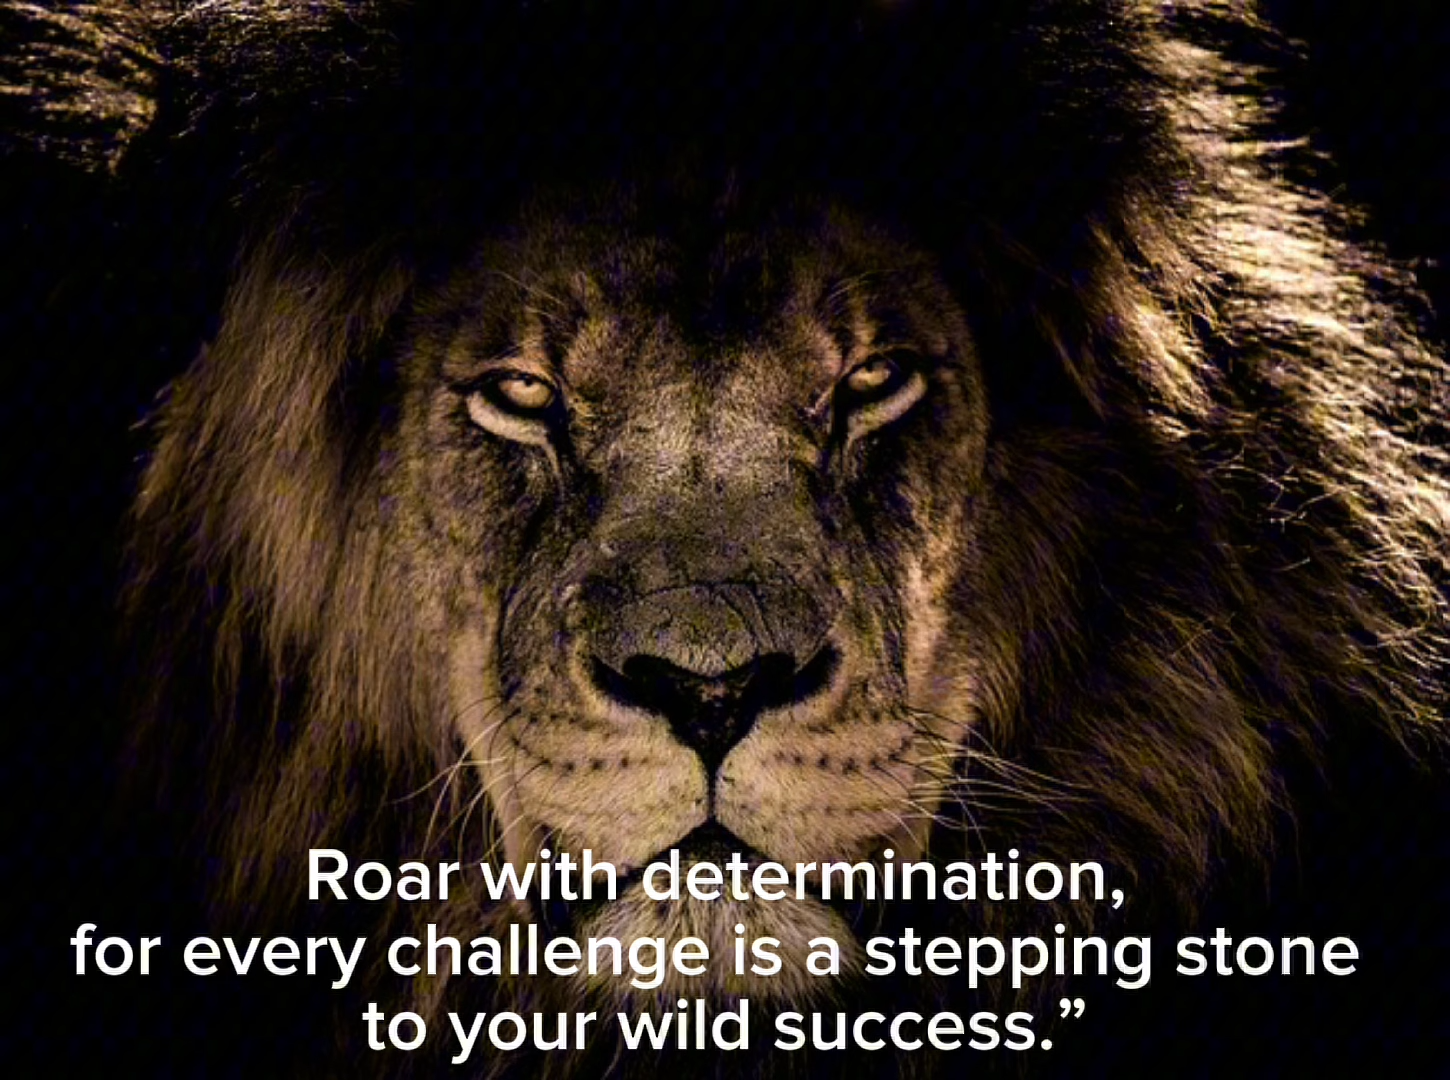 Roar with determination,
for every challenge is a stepping stone
to your wild success.”